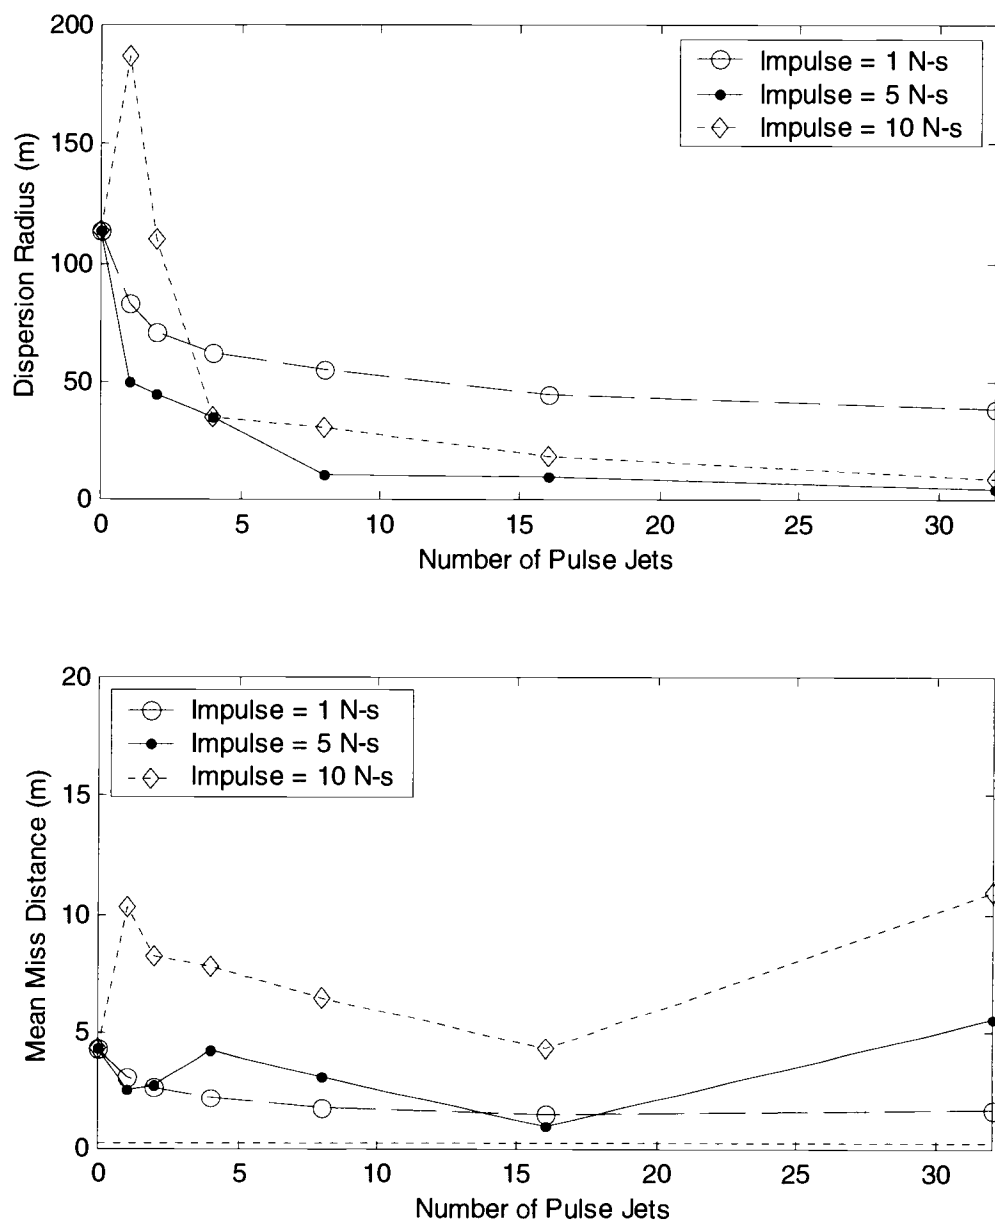 200
150
100
50
0
Dispersion Radius (m)
Impulse = 1 N-s
Impulse = 5 N-s
Impulse = 10 N-s
0 5 10 15 20 25 30
Number of Pulse Jets
20
15
10
5
0
Mean Miss Distance (m)
Impulse = 1 N-s
Impulse = 5 N-s
Impulse = 10 N-s
0 5 10 15 20 25 30
Number of Pulse Jets